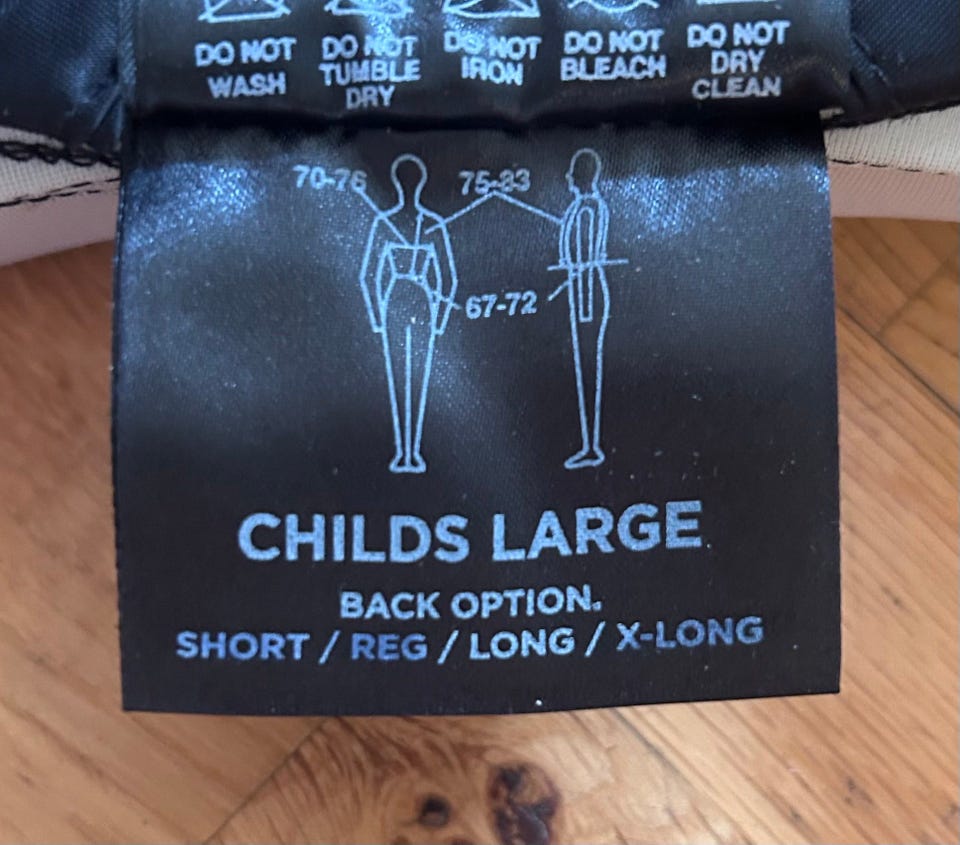 DO NOT WASH
DO NOT TUMBLE DRY
DO NOT IRON
DO NOT BLEACH
DO NOT DRY CLEAN
70-76
75-83
67-72
CHILDS LARGE
BACK OPTION.
SHORT / REG / LONG / X-LONG